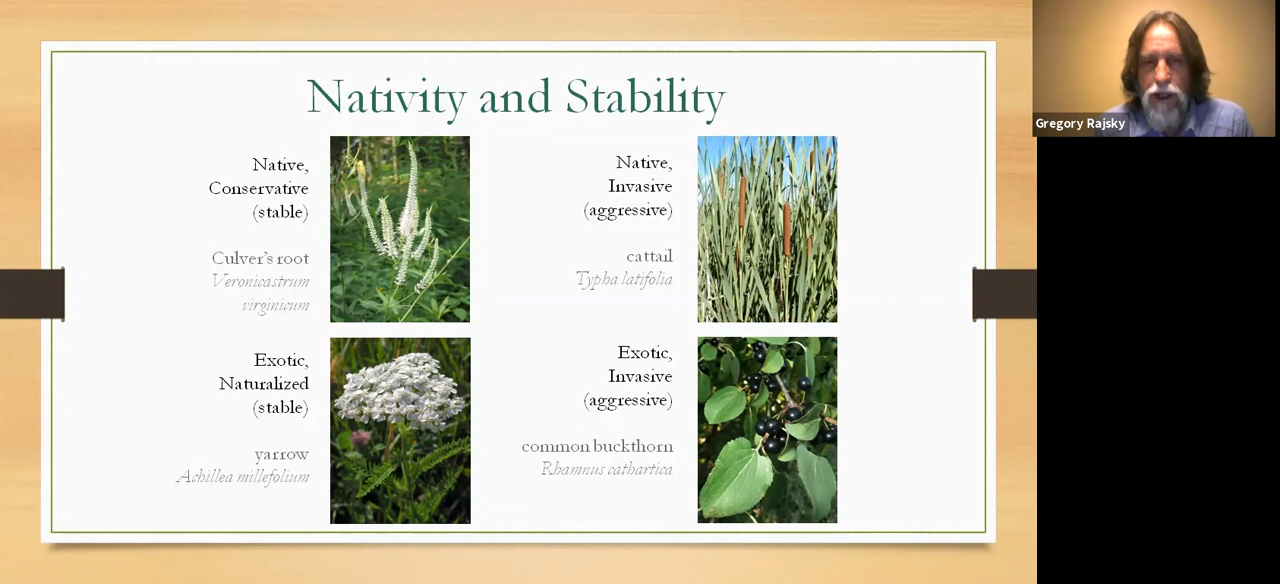 Nativity and Stability
Native,
Conservative
(stable)
Culver's root
Veronicastrum
virginicum
Native,
Invasive
(aggressive)
cattail
Typha latifolia
Exotic,
Naturalized
(stable)
yarrow
Achillea millefolium
Exotic,
Invasive
(aggressive)
common buckthorn
Rhamnus cathartica
Gregory Rajsky